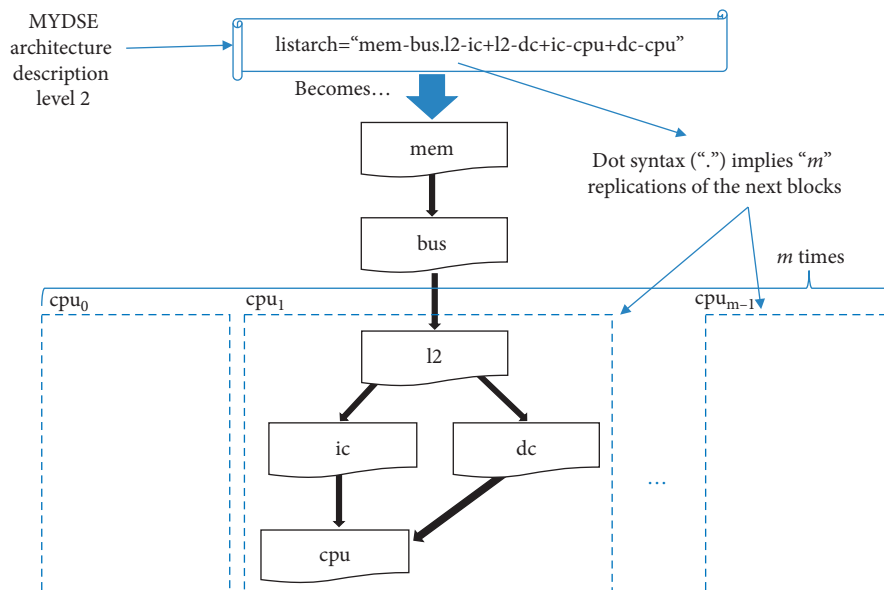 MYDSE
architecture
description
level 2
listarch=“mem-bus.l2-ic+l2-dc+ic-cpu+dc-cpu”
Becomes…
mem
Dot syntax (“.”) implies “m”
replications of the next blocks
bus
m times
cpu0
cpu1
cpum–1
l2
ic
dc
…
cpu